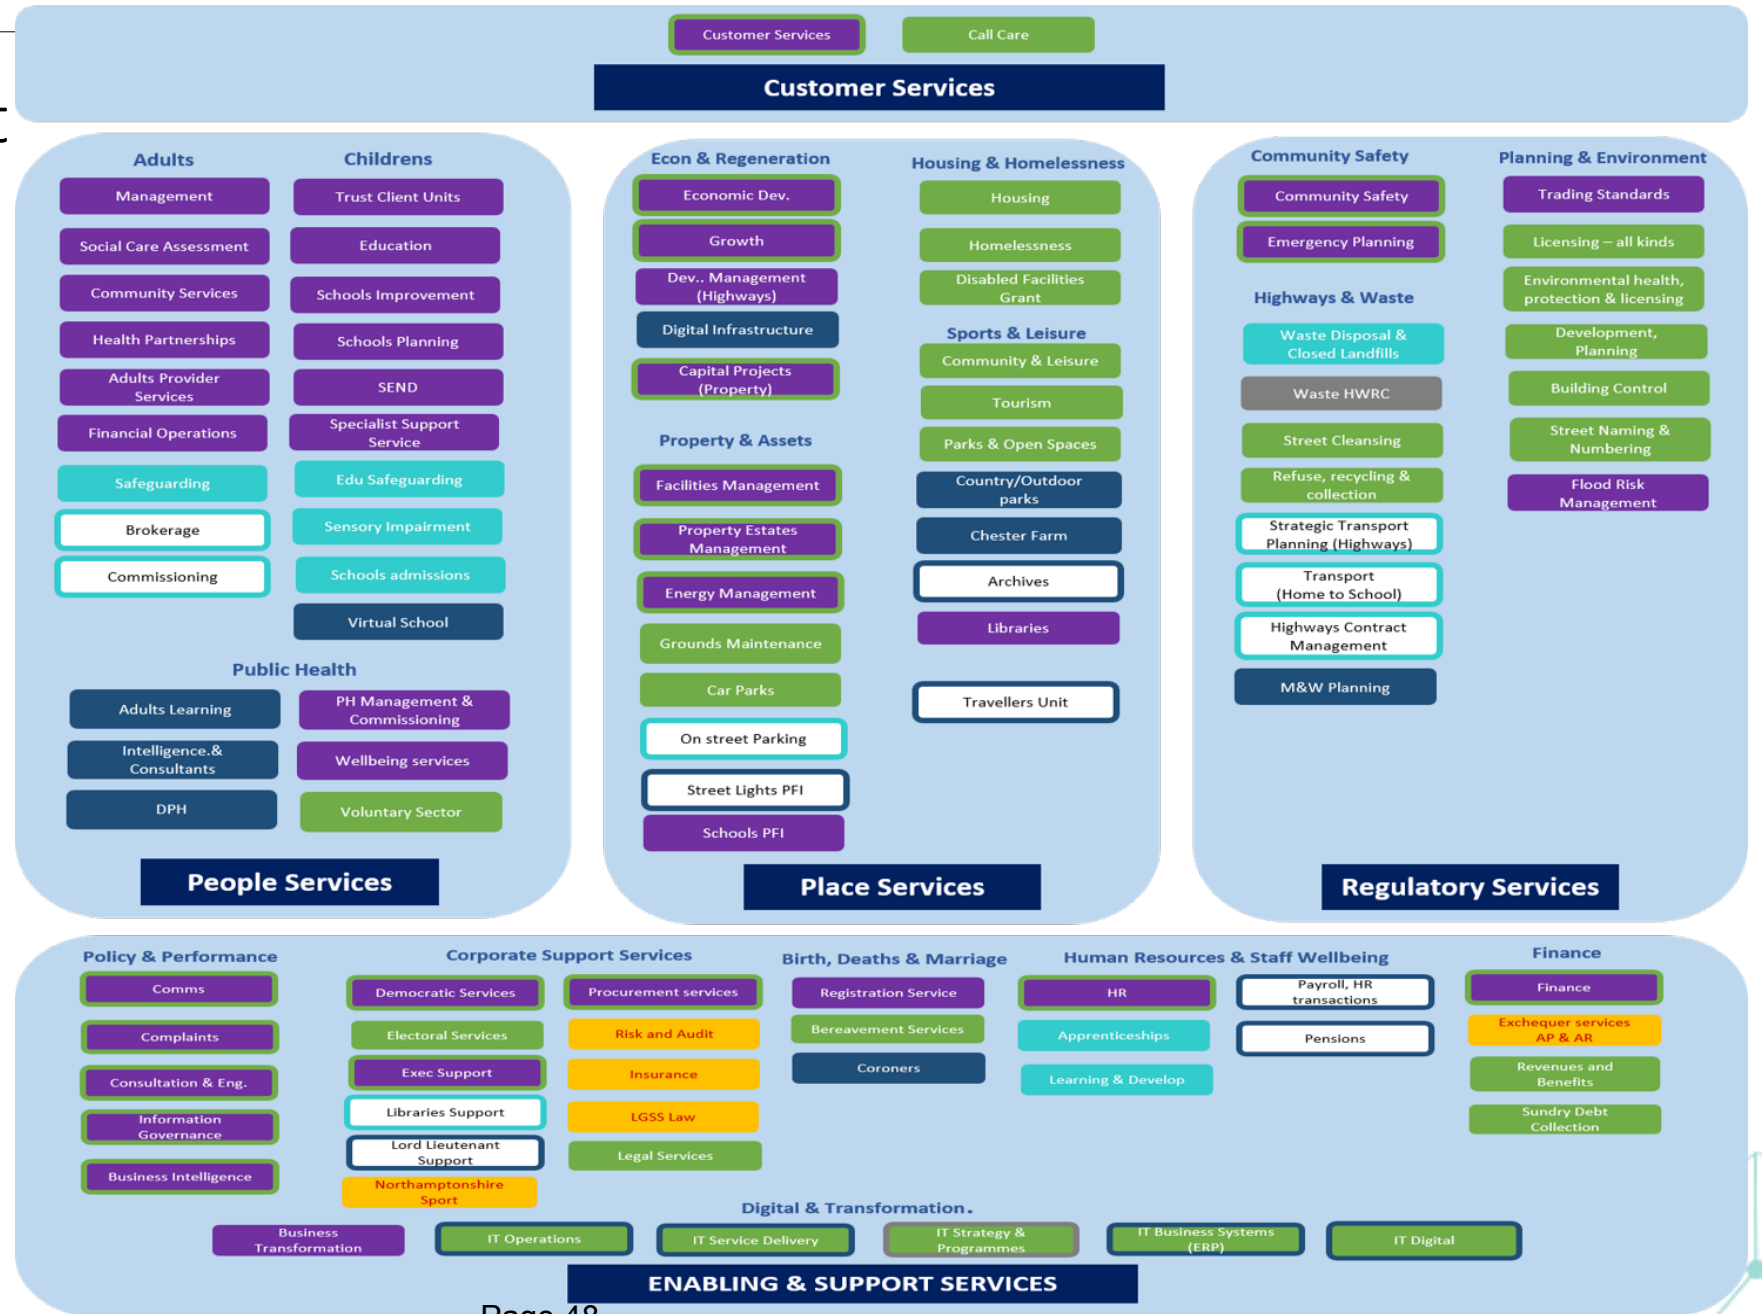 t
Customer Services
Call Care
Customer Services
Adults
Management
Social Care Assessment
Community Services
Health Partnerships
Adults Provider
Services
Financial Operations
Safeguarding
Brokerage
Commissioning
Childrens
Trust Client Units
Education
Schools Improvement
Schools Planning
SEND
Specialist Support
Service
Edu Safeguarding
Sensory Impairment
Schools admissions
Virtual School
Public Health
Adults Learning
Intelligence.&
Consultants
DPH
PH Management &
Commissioning
Wellbeing services
Voluntary Sector
People Services
Econ & Regeneration
Economic Dev.
Growth
Dev.. Management
(Highways)
Digital Infrastructure
Capital Projects
(Property)
Property & Assets
Facilities Management
Property Estates
Management
Energy Management
Grounds Maintenance
Car Parks
On street Parking
Street Lights PFI
Schools PFI
Housing & Homelessness
Housing
Homelessness
Disabled Facilities
Grant
Sports & Leisure
Community & Leisure
Tourism
Parks & Open Spaces
Country/Outdoor
parks
Chester Farm
Archives
Libraries
Travellers Unit
Place Services
Community Safety
Community Safety
Emergency Planning
Highways & Waste
Waste Disposal &
Closed Landfills
Waste HWRC
Street Cleansing
Refuse, recycling &
collection
Strategic Transport
Planning (Highways)
Transport
(Home to School)
Highways Contract
Management
M&W Planning
Planning & Environment
Trading Standards
Licensing – all kinds
Environmental health,
protection & licensing
Development,
Planning
Building Control
Street Naming &
Numbering
Flood Risk
Management
Regulatory Services
Policy & Performance
Comms
Complaints
Consultation & Eng.
Information
Governance
Business Intelligence
Corporate Support Services
Democratic Services
Electoral Services
Exec Support
Libraries Support
Lord Lieutenant
Support
Northamptonshire
Sport
Procurement services
Risk and Audit
Insurance
LGSS Law
Legal Services
Birth, Deaths & Marriage
Registration Service
Bereavement Services
Coroners
Human Resources & Staff Wellbeing
HR
Apprenticeships
Learning & Develop
Payroll, HR
transactions
Pensions
Finance
Finance
Exchequer services
AP & AR
Revenues and
Benefits
Sundry Debt
Collection
Digital & Transformation.
Business
Transformation
IT Operations
IT Service Delivery
IT Strategy &
Programmes
IT Business Systems
(ERP)
IT Digital
ENABLING & SUPPORT SERVICES
Page 48